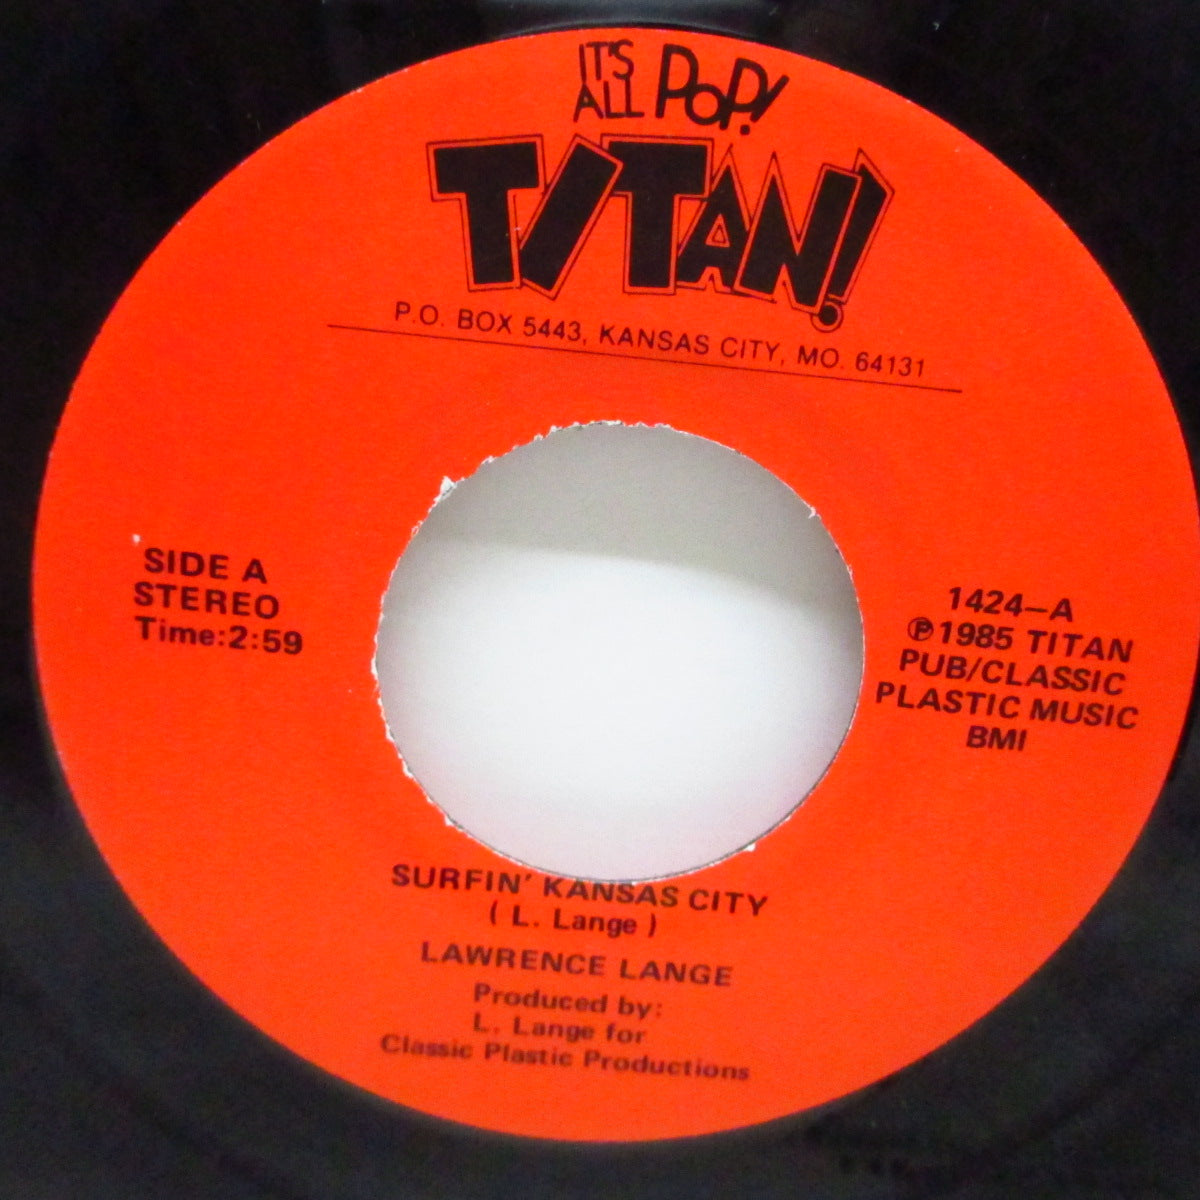 IT'S
ALL POP!
TITAN!
P.O. BOX 5443, KANSAS CITY, MO. 64131
SIDE A
STEREO
Time:2:59
1424-A
℗1985 TITAN
PUB/CLASSIC
PLASTIC MUSIC
BMI
SURFIN' KANSAS CITY
( L. Lange )
LAWRENCE LANGE
Produced by:
L. Lange for
Classic Plastic Productions